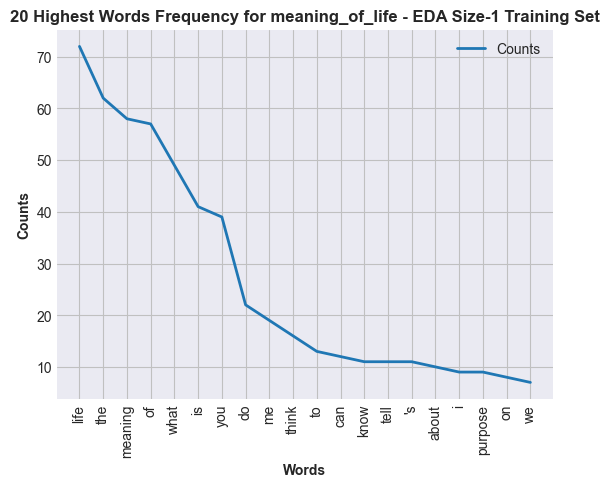 20 Highest Words Frequency for meaning_of_life - EDA Size-1 Training Set
Counts
70
60
50
40
30
20
10
Counts
life
the
meaning
of
what
is
you
do
me
think
to
can
know
tell
's
about
i
purpose
on
we
Words